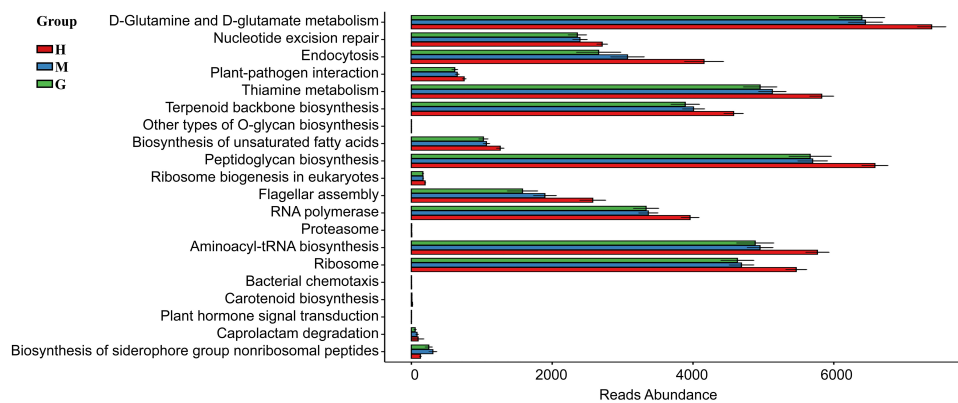 Group
H
M
G
D-Glutamine and D-glutamate metabolism
Nucleotide excision repair
Endocytosis
Plant-pathogen interaction
Thiamine metabolism
Terpenoid backbone biosynthesis
Other types of O-glycan biosynthesis
Biosynthesis of unsaturated fatty acids
Peptidoglycan biosynthesis
Ribosome biogenesis in eukaryotes
Flagellar assembly
RNA polymerase
Proteasome
Aminoacyl-tRNA biosynthesis
Ribosome
Bacterial chemotaxis
Carotenoid biosynthesis
Plant hormone signal transduction
Caprolactam degradation
Biosynthesis of siderophore group nonribosomal peptides
0 2000 4000 6000
Reads Abundance